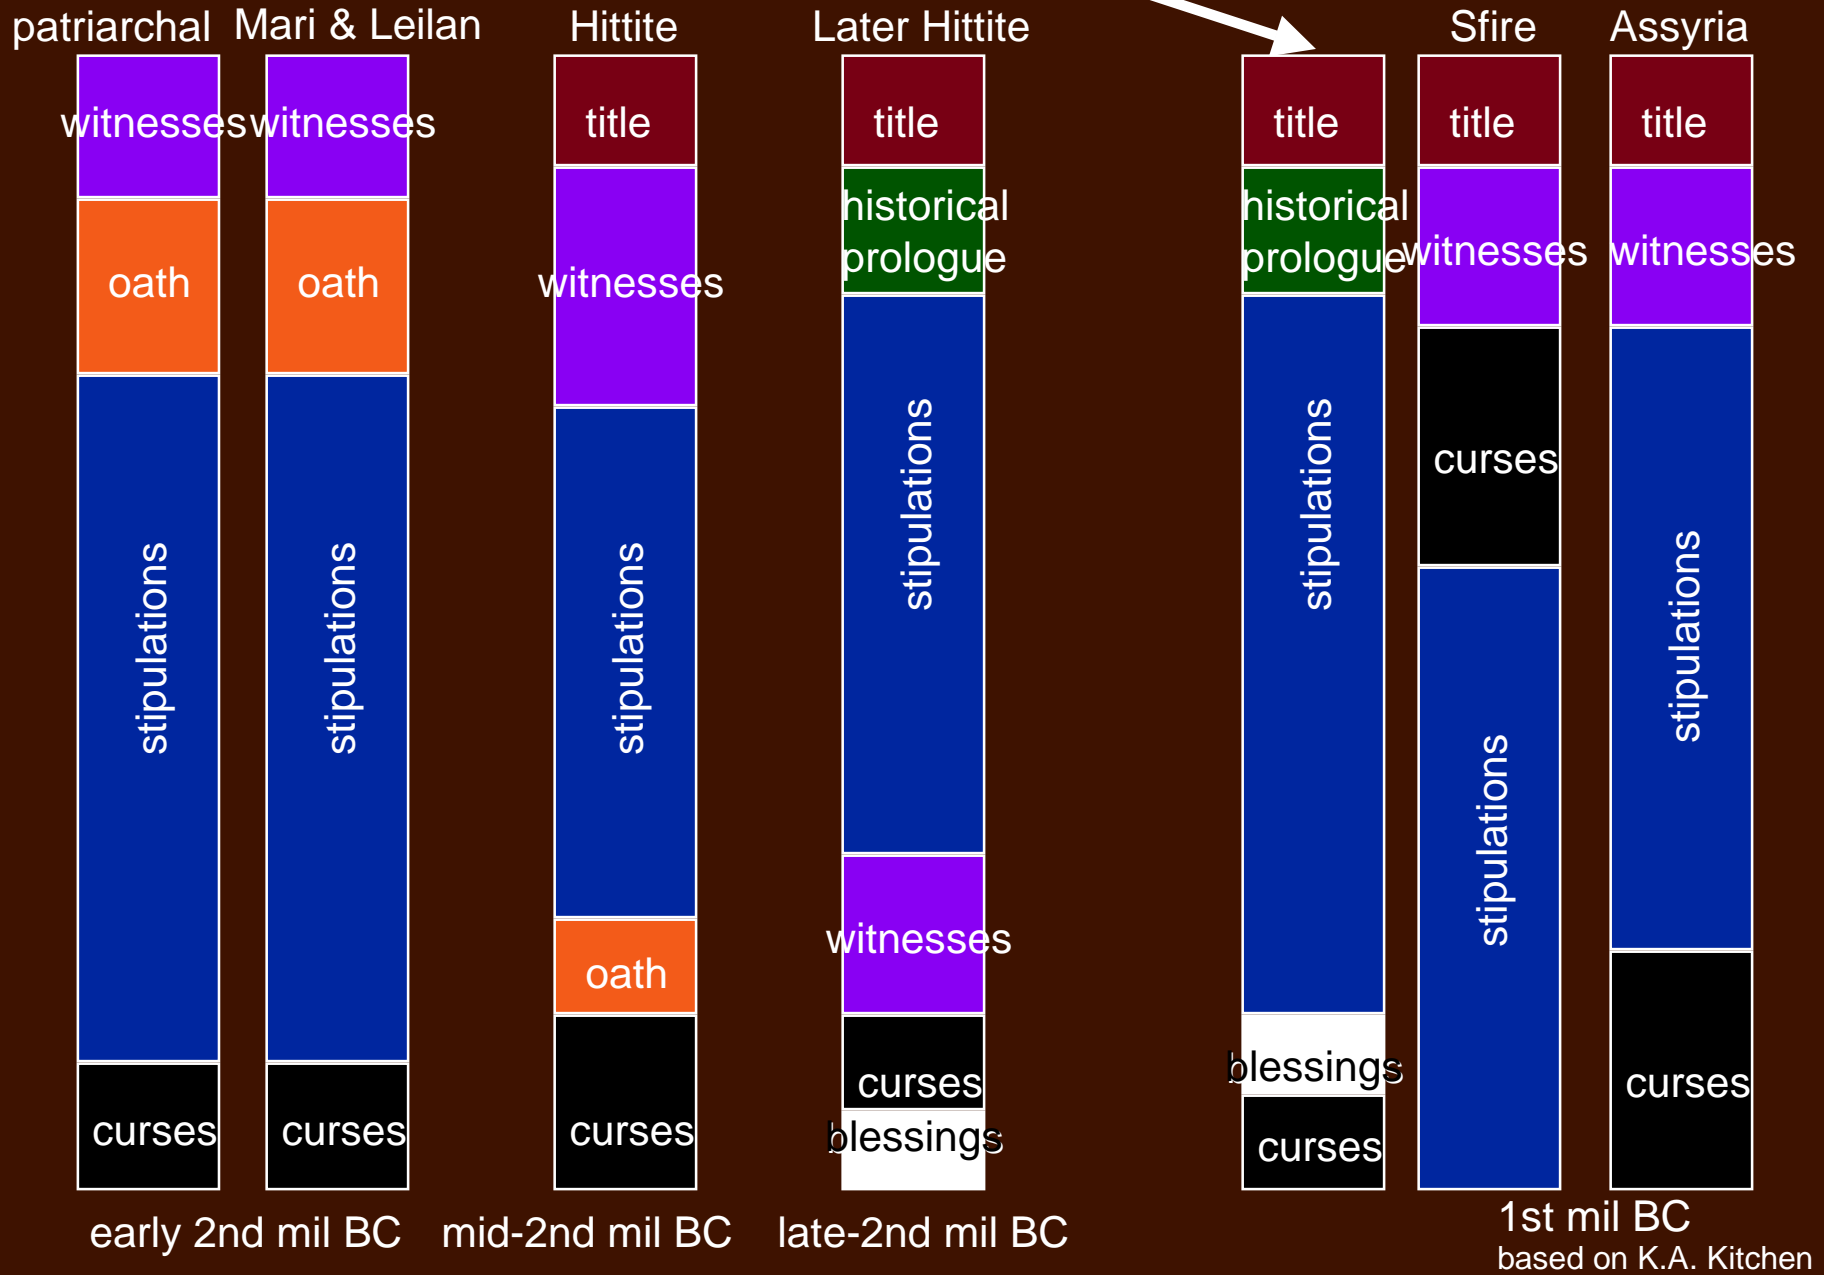 patriarchal
witnesses
oath
stipulations
curses
Mari & Leilan
witnesses
oath
stipulations
curses
early 2nd mil BC
Hittite
title
witnesses
stipulations
oath
curses
mid-2nd mil BC
Later Hittite
title
historical
prologue
stipulations
witnesses
curses
blessings
late-2nd mil BC
title
historical
prologue
stipulations
blessings
curses
Sfire
title
witnesses
curses
stipulations
Assyria
title
witnesses
stipulations
curses
1st mil BC
based on K.A. Kitchen